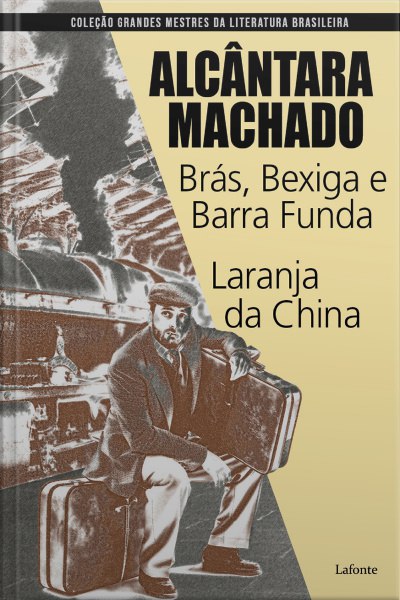 COLEÇÃO GRANDES MESTRES DA LITERATURA BRASILEIRA
ALCÂNTARA
MACHADO
Brás, Bexiga e
Barra Funda
Laranja
da China
Lafonte